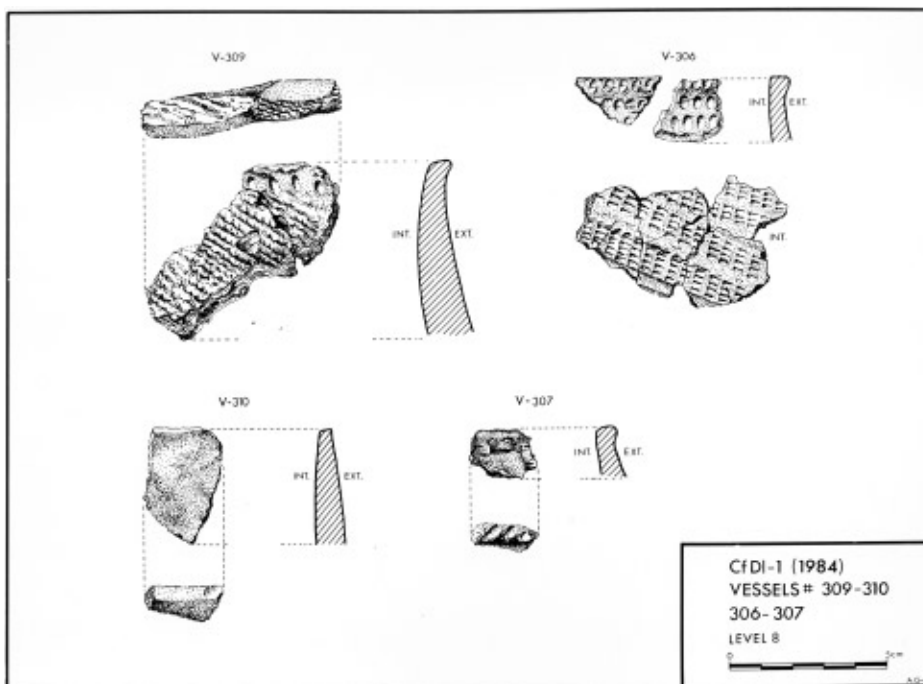 V-309
V-306
INT. EXT.
INT. EXT.
INT.
V-310
V-307
INT. EXT.
INT. EXT.
CfDl-1 (1984)
VESSELS # 309-310
306-307
LEVEL 8
0 5cm